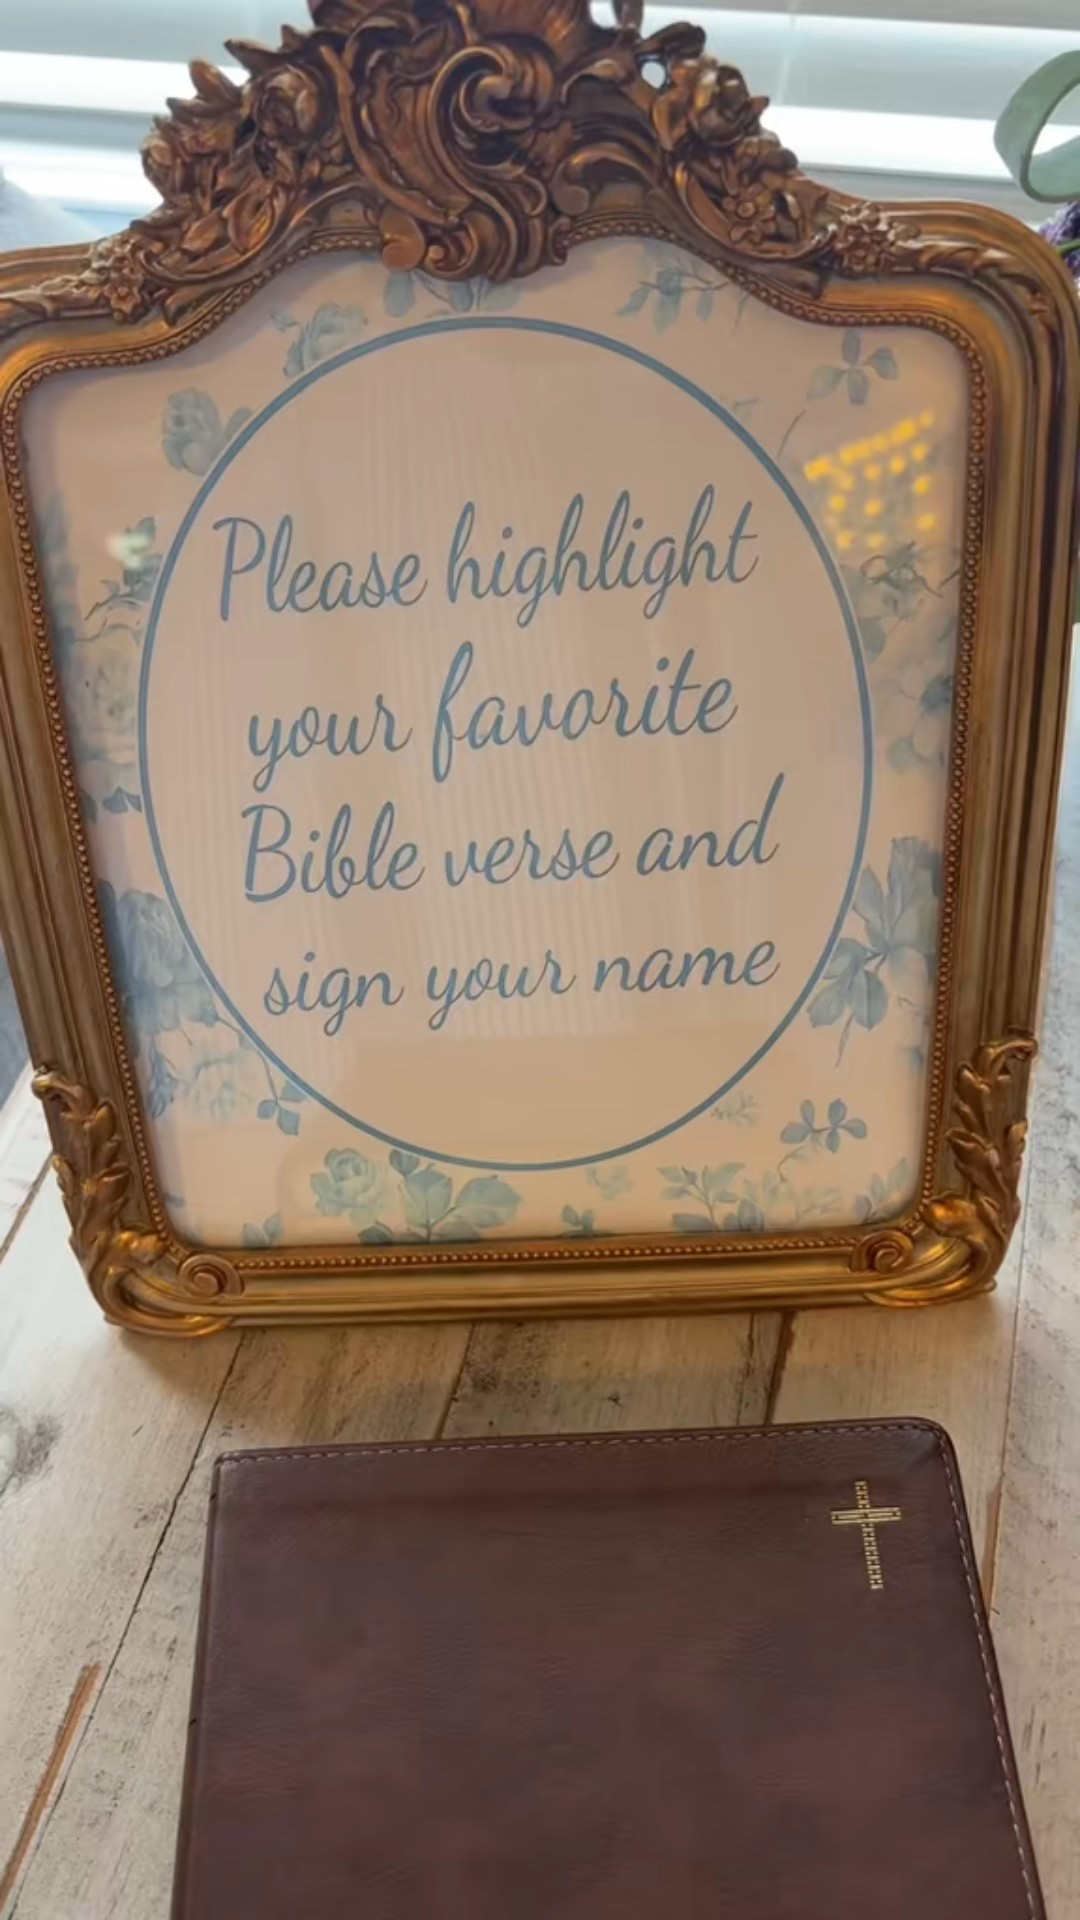 Please highlight
your favorite
Bible verse and
sign your name